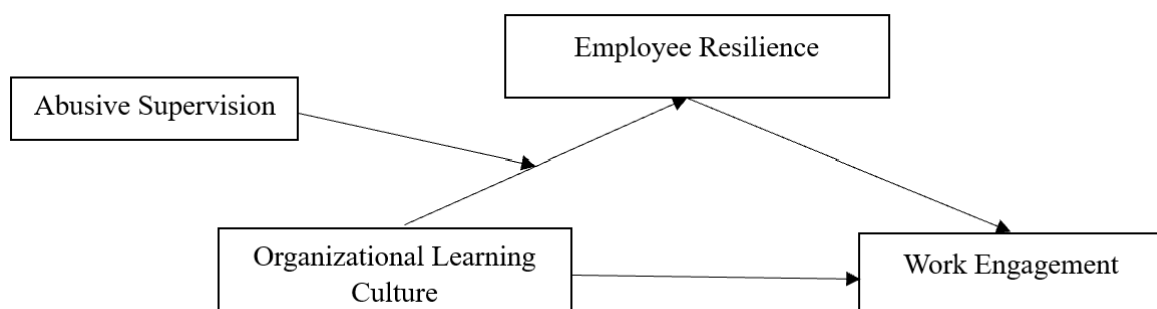 Employee Resilience
Abusive Supervision
Organizational Learning
Culture
Work Engagement